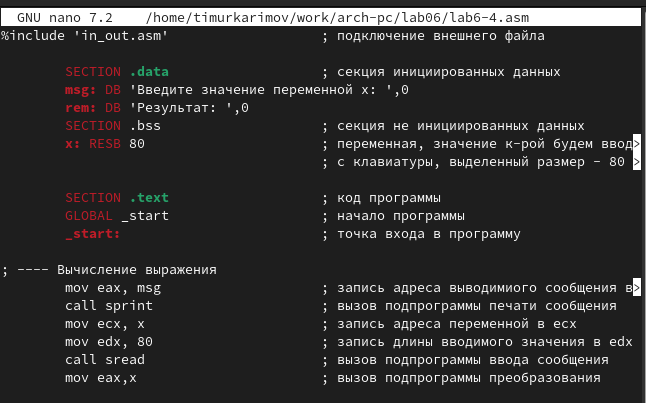 GNU nano 7.2 /home/timurkarimov/work/arch-pc/lab06/lab6-4.asm
%include 'in_out.asm' ; подключение внешнего файла
SECTION .data ; секция инициированных данных
msg: DB 'Введите значение переменной x: ',0
rem: DB 'Результат: ',0
SECTION .bss ; секция не инициированных данных
x: RESB 80 ; переменная, значение к-рой будем ввод>
; с клавиатуры, выделенный размер - 80 >
SECTION .text ; код программы
GLOBAL _start ; начало программы
_start: ; точка входа в программу
; ---- Вычисление выражения
mov eax, msg ; запись адреса выводимиого сообщения в>
call sprint ; вызов подпрограммы печати сообщения
mov ecx, x ; запись адреса переменной в ecx
mov edx, 80 ; запись длины вводимого значения в edx
call sread ; вызов подпрограммы ввода сообщения
mov eax,x ; вызов подпрограммы преобразования